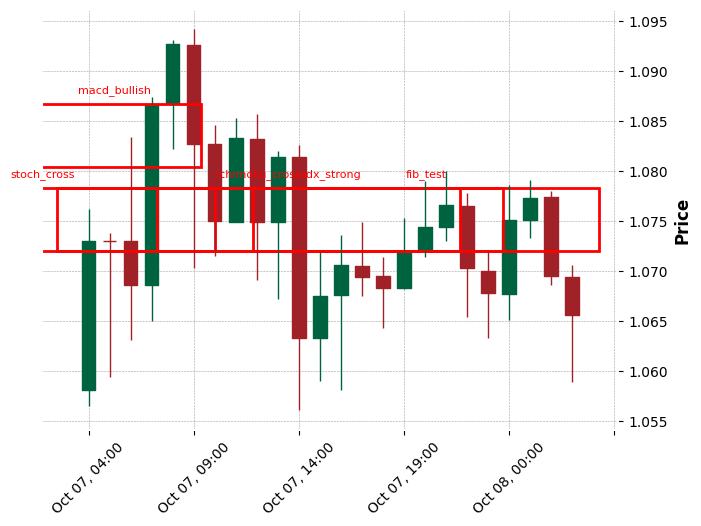 1.095
1.090
macd_bullish
1.085
stoch_cross
adx_strong
fib_test
1.080
1.075
Price
1.070
1.065
1.060
1.055
Oct 07, 04:00
Oct 07, 09:00
Oct 07, 14:00
Oct 07, 19:00
Oct 08, 00:00